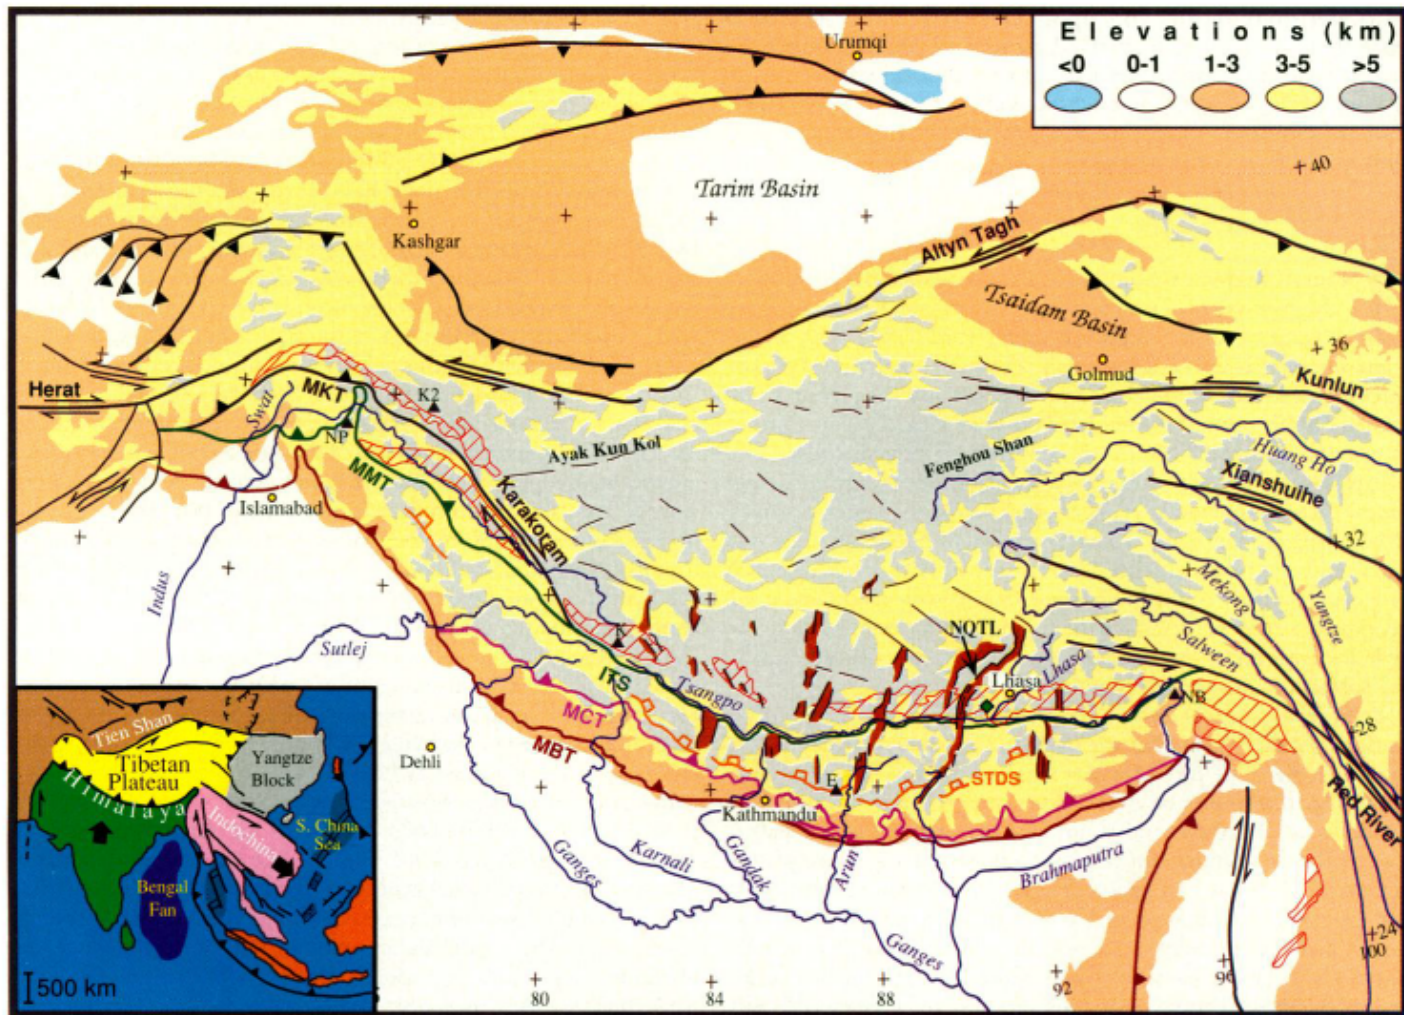 Elevations (km)
<0 0-1 1-3 3-5 >5
Urumqi
Tarim Basin
40
Kashgar
Altyn Tagh
Tsaidam Basin
36
Golmud
Herat
Kunlun
MKT
K2
Swat
NP
Ayak Kun Kol
Fenghou Shan
Huang Ho
MMT
Xianshuihe
Islamabad
Karakoram
32
Indus
Mekong
Yangtze
NQTL
Salween
Sutlej
K
Lhasa
Lhasa
ITS
Tsangpo
NB
MCT
28
Dehli
MBT
E
STDS
Red River
Kathmandu
Ganges
Karnali
Gandak
Arun
Brahmaputra
Ganges
24
100
96
92
80
84
88
Tien Shan
Tibetan
Plateau
Yangtze
Block
Himalaya
Indochina
S. China
Sea
Bengal
Fan
500 km